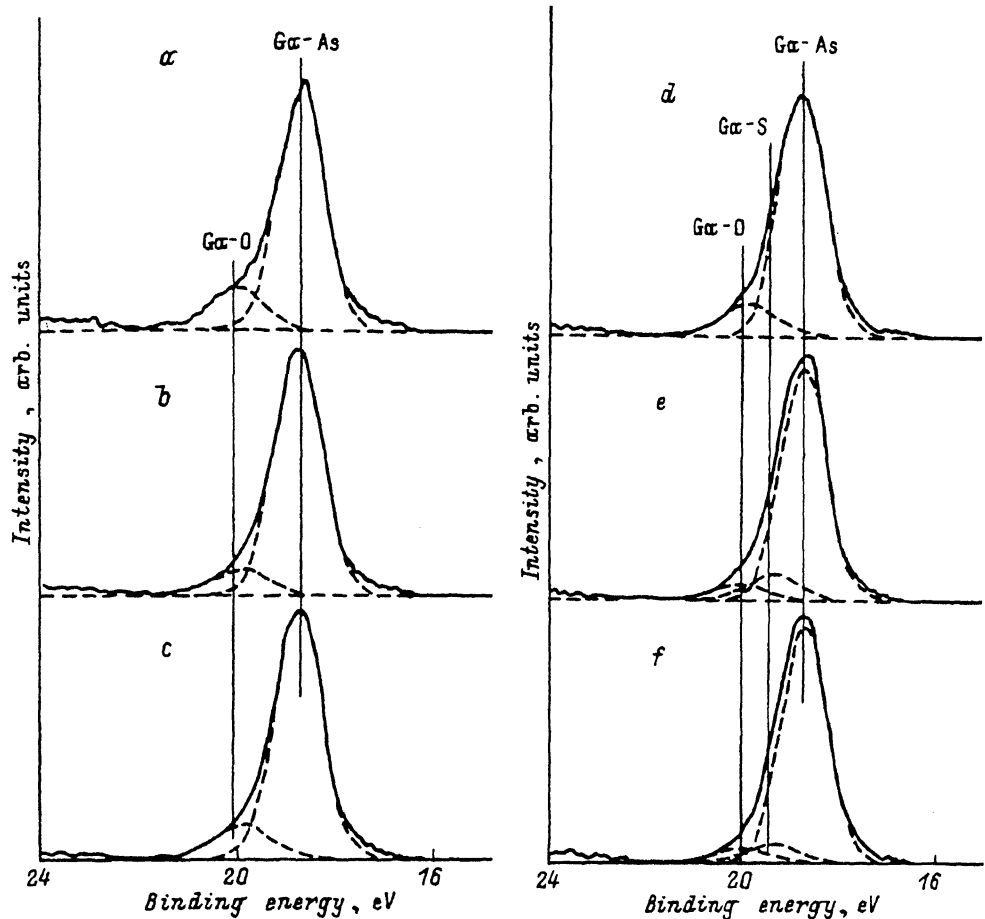 a
Ga-As
Ga-O
b
c
Intensity, arb. units
24
20
16
Binding energy, eV
d
Ga-As
Ga-S
Ga-O
e
f
Intensity, arb. units
24
20
16
Binding energy, eV